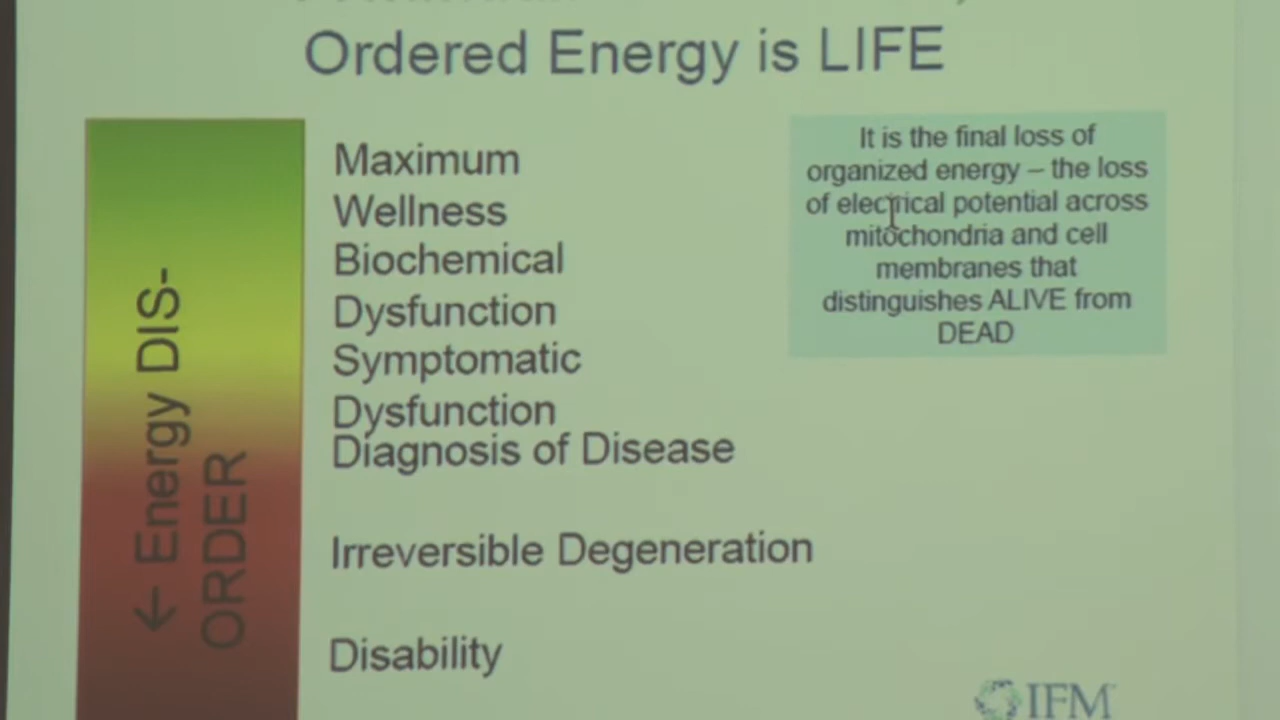 Ordered Energy is LIFE
← Energy DIS-
ORDER
Maximum
Wellness
Biochemical
Dysfunction
Symptomatic
Dysfunction
Diagnosis of Disease
Irreversible Degeneration
Disability
It is the final loss of
organized energy – the loss
of electrical potential across
mitochondria and cell
membranes that
distinguishes ALIVE from
DEAD
IFM